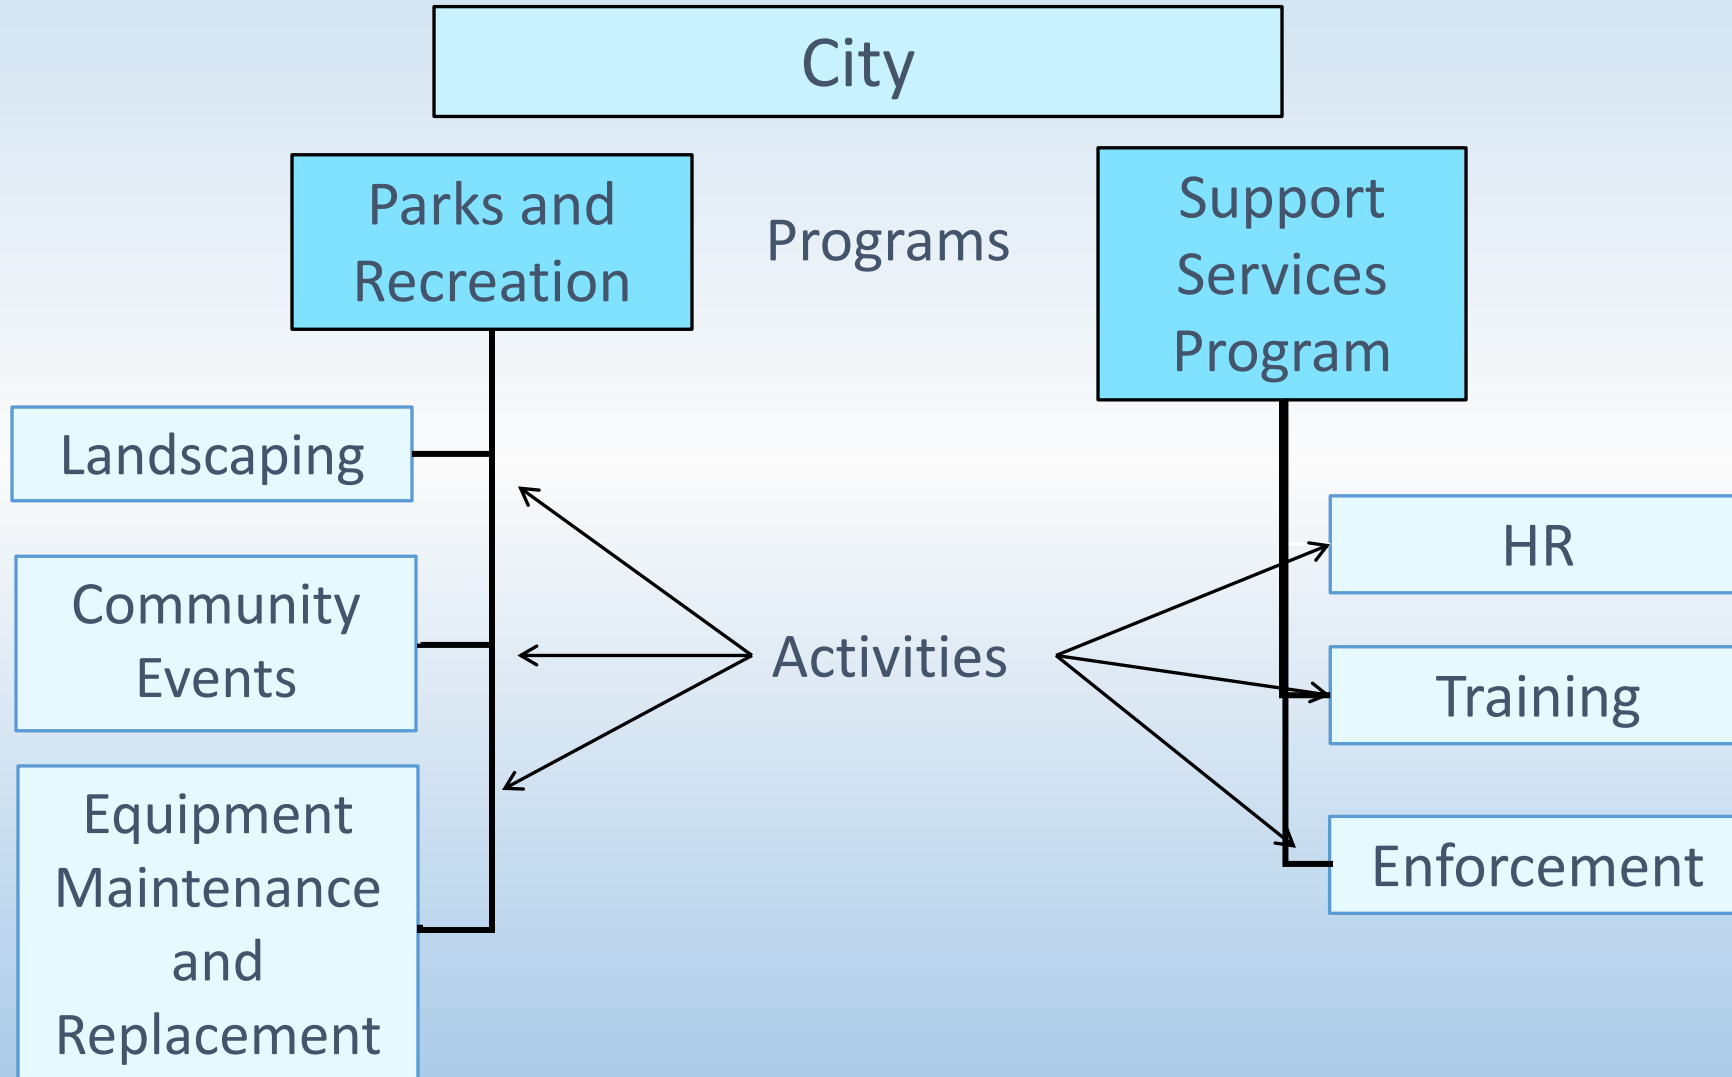 City
Parks and
Recreation
Programs
Support
Services
Program
Landscaping
Community
Events
Equipment
Maintenance
and
Replacement
Activities
HR
Training
Enforcement